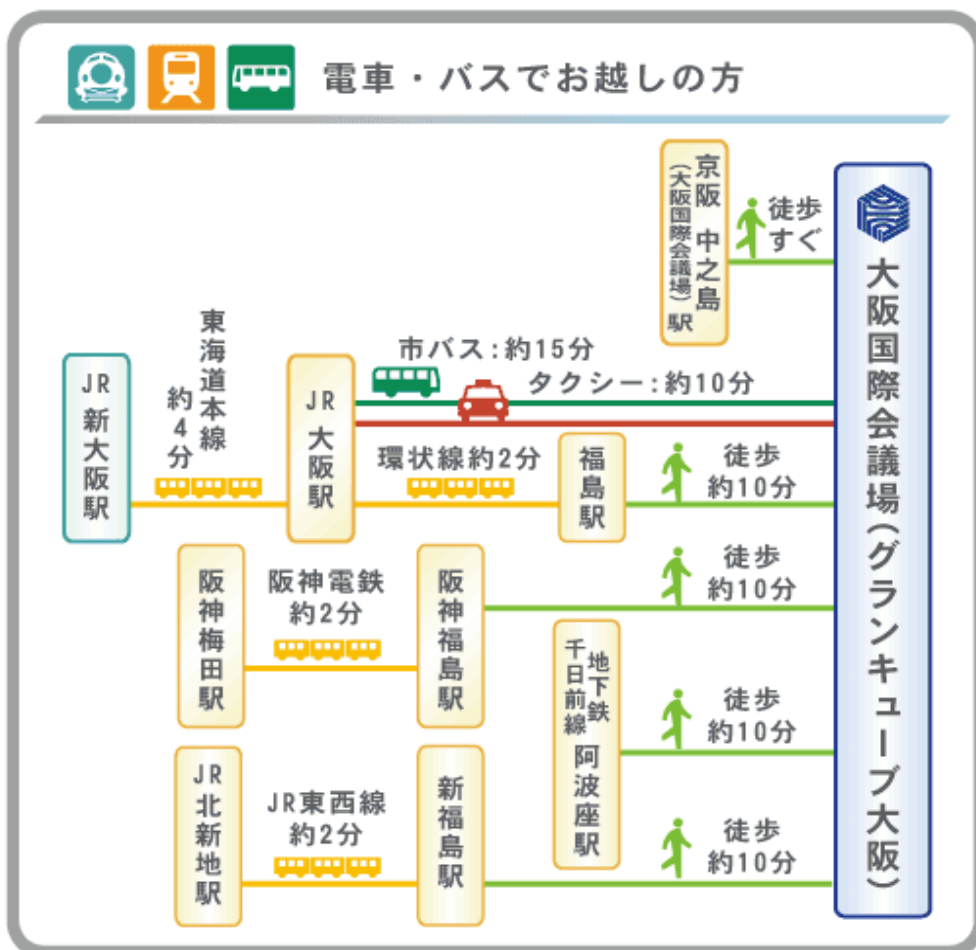 電車・バスでお越しの方
京阪 中之島
(大阪国際会議場)駅
徒歩
すぐ
大阪国際会議場(グランキューブ大阪)
JR 新大阪駅
東海道本線
約4分
JR 大阪駅
市バス:約15分
タクシー:約10分
環状線約2分
福島駅
徒歩
約10分
阪神梅田駅
阪神電鉄
約2分
阪神福島駅
徒歩
約10分
地下鉄
千日前線
阿波座駅
徒歩
約10分
JR 北新地駅
JR東西線
約2分
新福島駅
徒歩
約10分